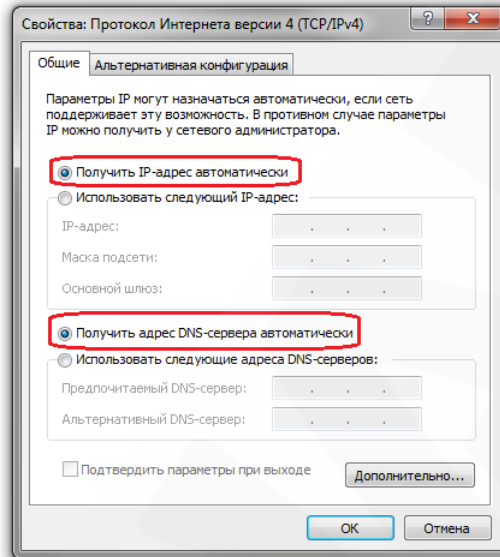 Свойства: Протокол Интернета версии 4 (TCP/IPv4)
Общие
Альтернативная конфигурация
Параметры IP могут назначаться автоматически, если сеть
поддерживает эту возможность. В противном случае параметры
IP можно получить у сетевого администратора.
Получить IP-адрес автоматически
Использовать следующий IP-адрес:
IP-адрес:
Маска подсети:
Основной шлюз:
Получить адрес DNS-сервера автоматически
Использовать следующие адреса DNS-серверов:
Предпочитаемый DNS-сервер:
Альтернативный DNS-сервер:
Подтвердить параметры при выходе
Дополнительно...
ОК
Отмена